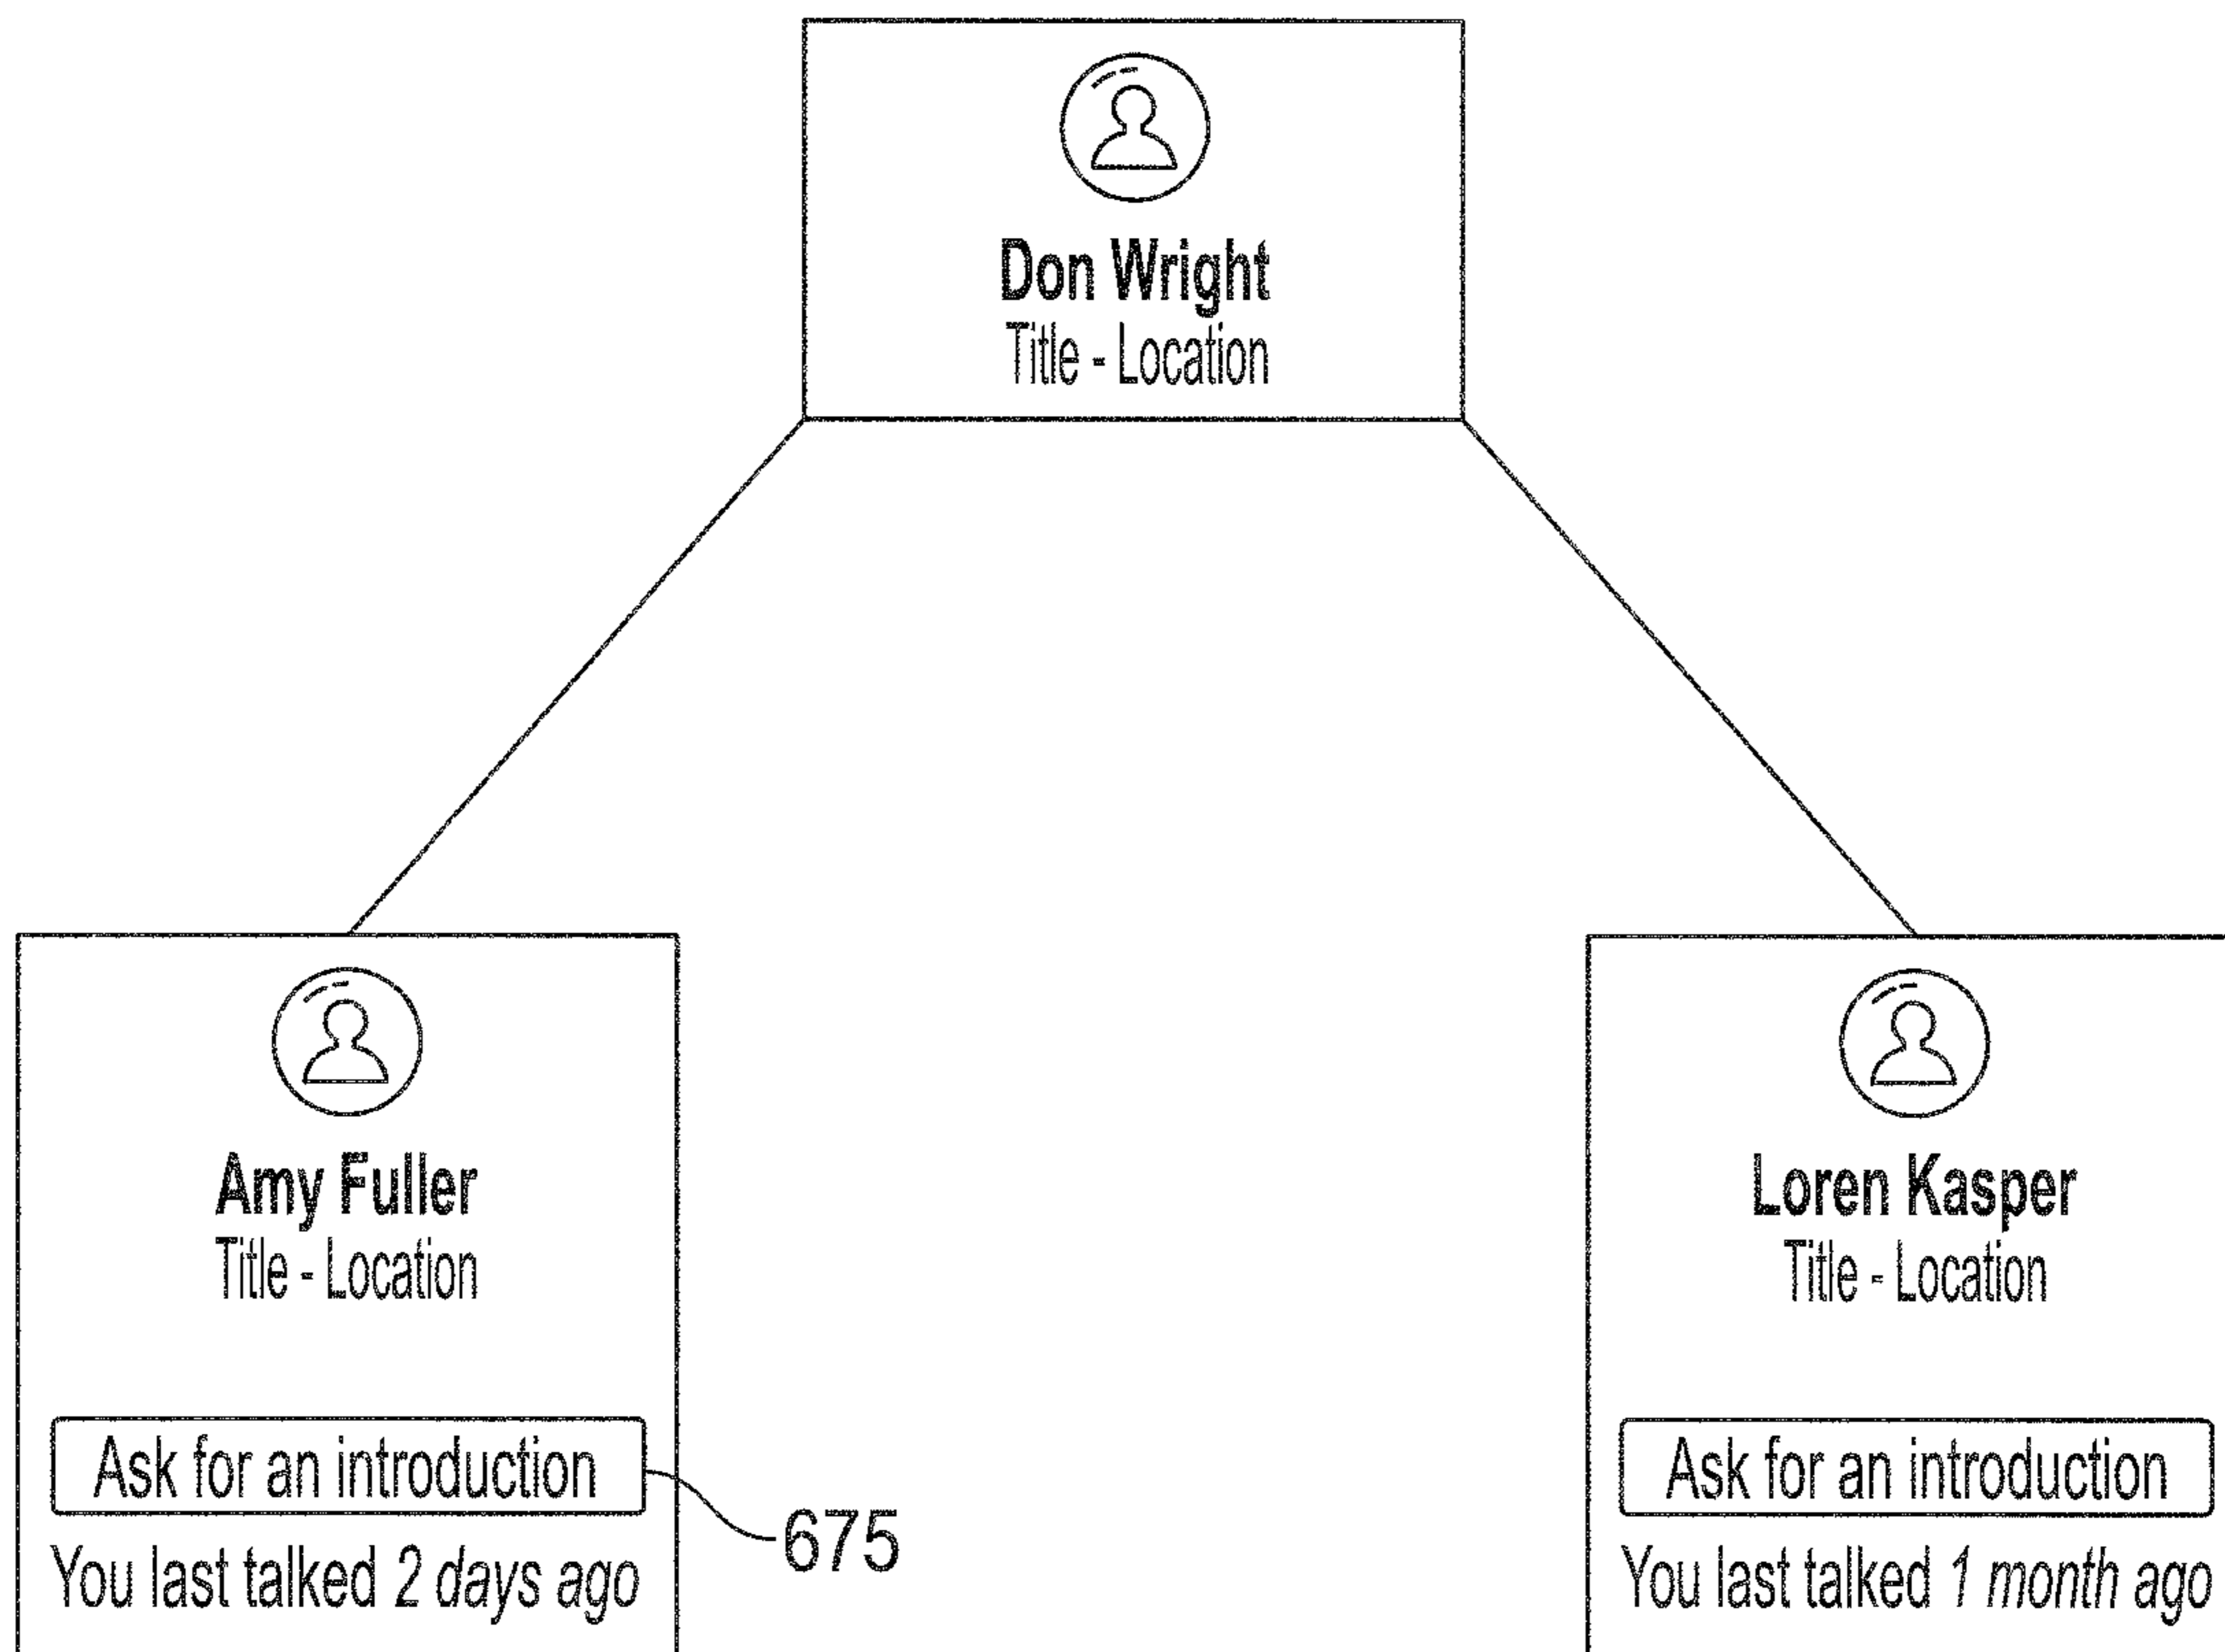 Don Wright
Title - Location
Amy Fuller
Title - Location
Ask for an introduction
You last talked 2 days ago
675
Loren Kasper
Title - Location
Ask for an introduction
You last talked 1 month ago